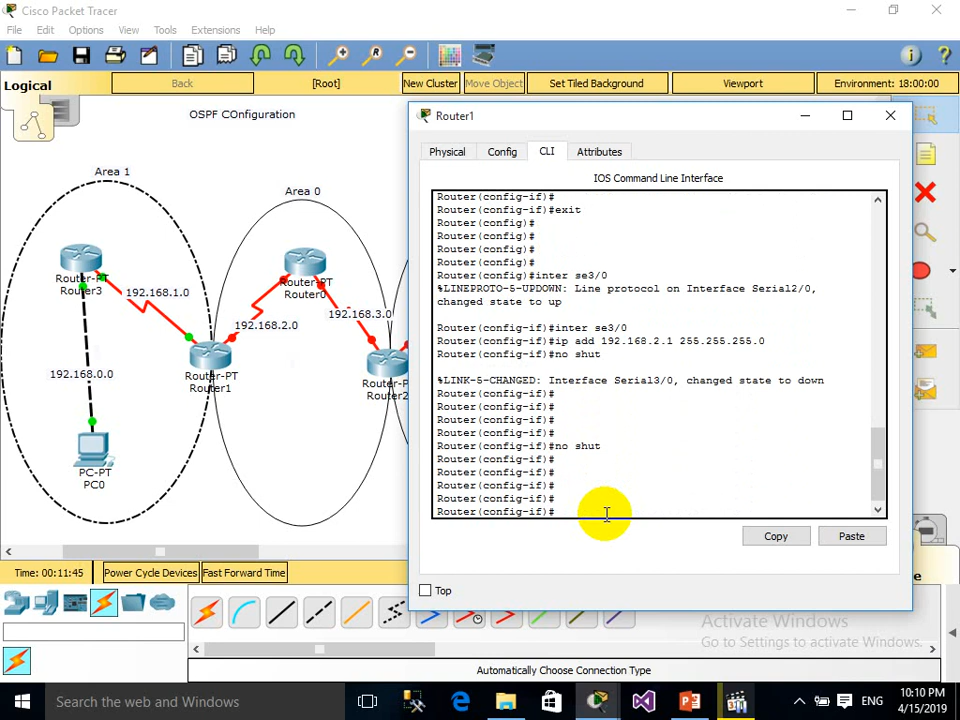 Cisco Packet Tracer
File Edit Options View Tools Extensions Help
Logical Back [Root] New Cluster Move Object Set Tiled Background Viewport Environment: 18:00:00
OSPF COnfiguration
Area 1
Area 0
Router-PT
Router3
192.168.1.0
Router-PT
Router0
192.168.2.0
192.168.3.0
Router-PT
Router1
Router-P
Router2
192.168.0.0
PC-PT
PC0
Router1
Physical Config CLI Attributes
IOS Command Line Interface
Router(config-if)#
Router(config-if)#exit
Router(config)#
Router(config)#
Router(config)#
Router(config)#
Router(config)#inter se3/0
%LINEPROTO-5-UPDOWN: Line protocol on Interface Serial2/0,
changed state to up
Router(config-if)#inter se3/0
Router(config-if)#ip add 192.168.2.1 255.255.255.0
Router(config-if)#no shut
%LINK-5-CHANGED: Interface Serial3/0, changed state to down
Router(config-if)#
Router(config-if)#
Router(config-if)#
Router(config-if)#
Router(config-if)#no shut
Router(config-if)#
Router(config-if)#
Router(config-if)#
Router(config-if)#
Router(config-if)#
Copy Paste
Top
Time: 00:11:45 Power Cycle Devices Fast Forward Time
Automatically Choose Connection Type
Activate Windows
Go to Settings to activate Windows.
Search the web and Windows
ENG
10:10 PM
4/15/2019